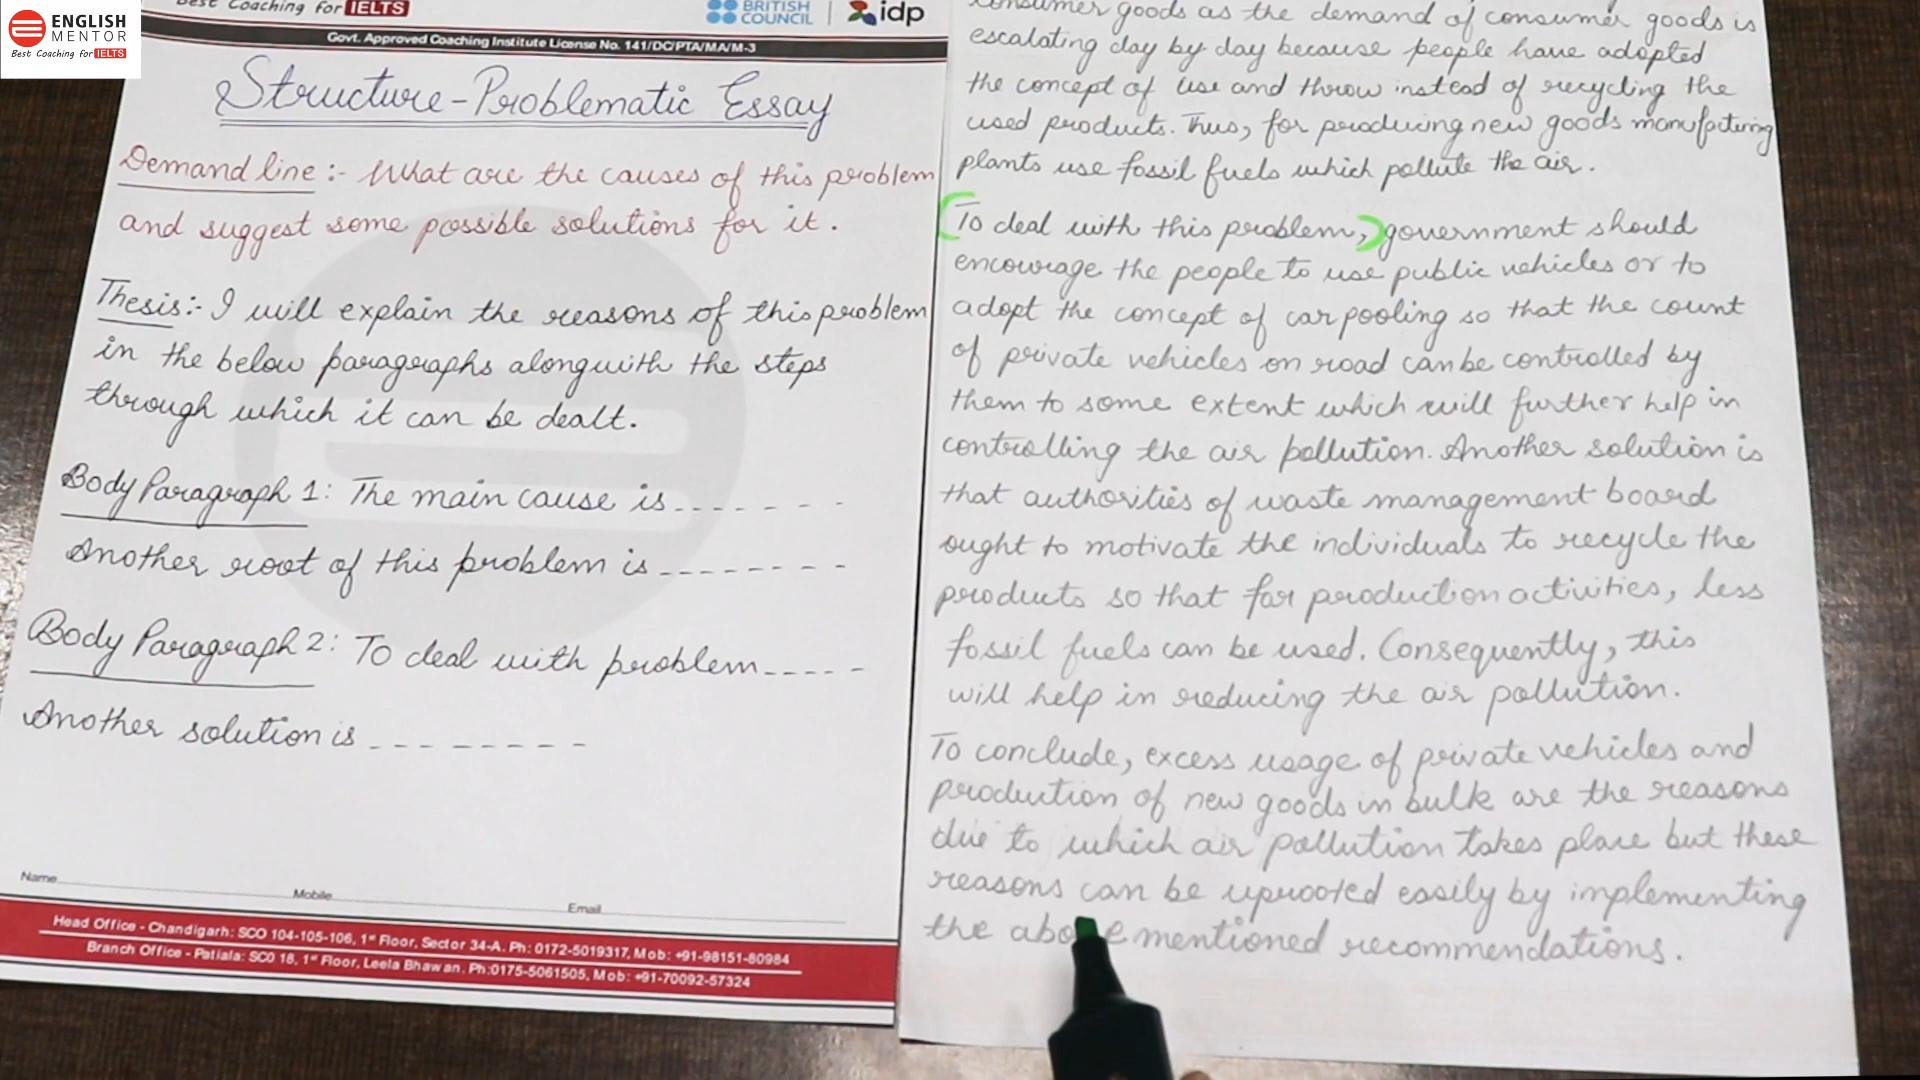 ENGLISH
MENTOR
Best Coaching for IELTS
Best Coaching for IELTS
BRITISH
COUNCIL
idp
Govt. Approved Coaching Institute License No. 141/DC/PTA/MA/M-3
Structure-Problematic Essay
Demand line :- What are the causes of this problem
and suggest some possible solutions for it.
Thesis:- I will explain the reasons of this problem
in the below paragraphs alongwith the steps
through which it can be dealt.
Body Paragraph 1: The main cause is - - - - - - -
Another root of this problem is - - - - - - - -
Body Paragraph 2: To deal with problem - - - - -
Another solution is - - - - - - - - -
Name
Mobile
Email
Head Office - Chandigarh: SCO 104-105-106, 1st Floor, Sector 34-A. Ph: 0172-5019317, Mob: +91-98151-80984
Branch Office - Patiala: SCO 18, 1st Floor, Leela Bhawan. Ph:0175-5061505, Mob: +91-70092-57324
consumer goods as the demand of consumer goods is
escalating day by day because people have adopted
the concept of use and throw instead of recycling the
used products. Thus, for producing new goods manufacturing
plants use fossil fuels which pollute the air.
(To deal with this problem,) government should
encourage the people to use public vehicles or to
adopt the concept of car pooling so that the count
of private vehicles on road can be controlled by
them to some extent which will further help in
controlling the air pollution. Another solution is
that authorities of waste management board
ought to motivate the individuals to recycle the
products so that for production activities, less
fossil fuels can be used. Consequently, this
will help in reducing the air pollution.
To conclude, excess usage of private vehicles and
production of new goods in bulk are the reasons
due to which air pollution takes place but these
reasons can be uprooted easily by implementing
the above mentioned recommendations.